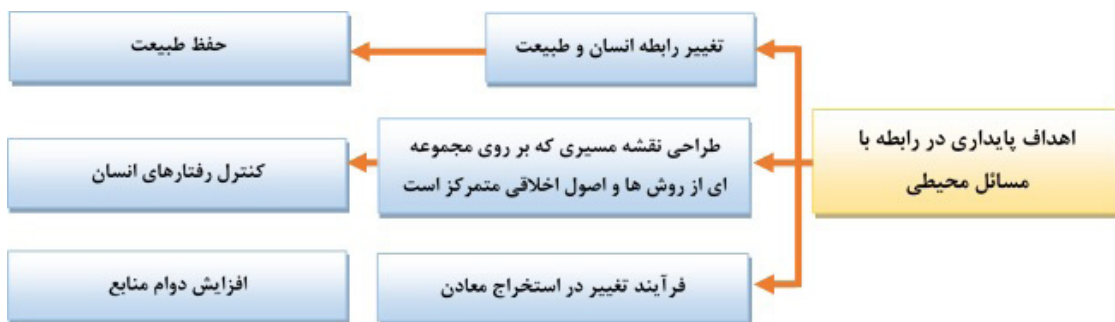 اهداف پایداری در رابطه با
مسائل محیطی
تغییر رابطه انسان و طبیعت
حفظ طبیعت
طراحی نقشه مسیری که بر روی مجموعه
ای از روش ها و اصول اخلاقی متمرکز است
کنترل رفتارهای انسان
فرآیند تغییر در استخراج معادن
افزایش دوام منابع